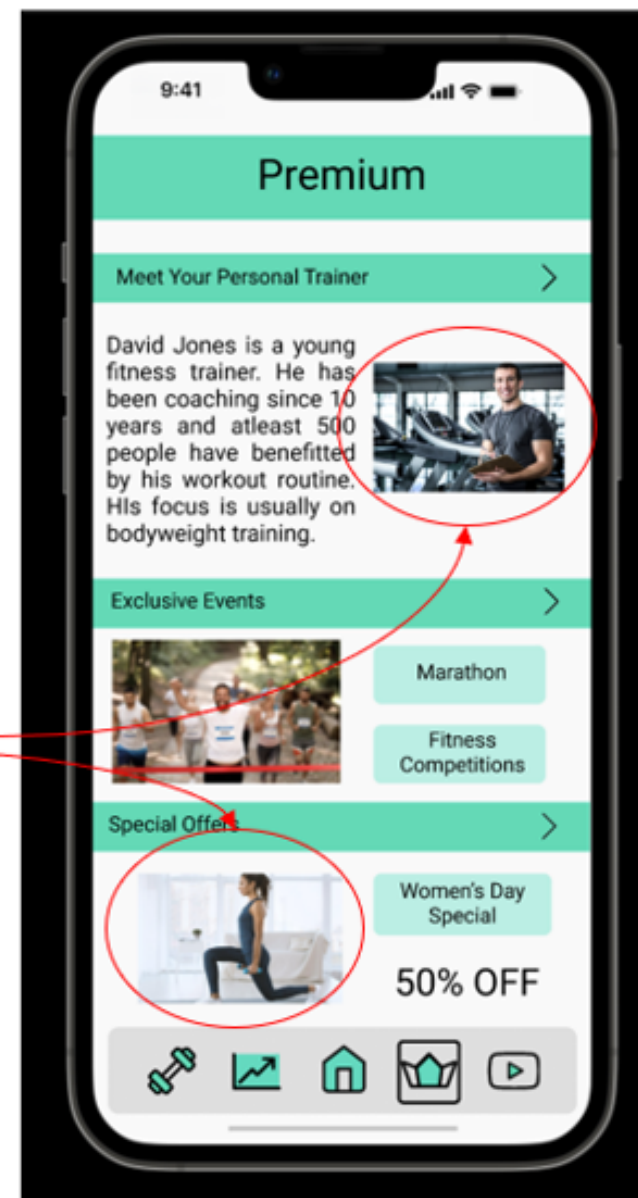 9:41
Premium
Meet Your Personal Trainer
David Jones is a young
fitness trainer. He has
been coaching since 10
years and atleast 500
people have benefitted
by his workout routine.
HIs focus is usually on
bodyweight training.
Exclusive Events
Marathon
Fitness
Competitions
Special Offers
Women's Day
Special
50% OFF